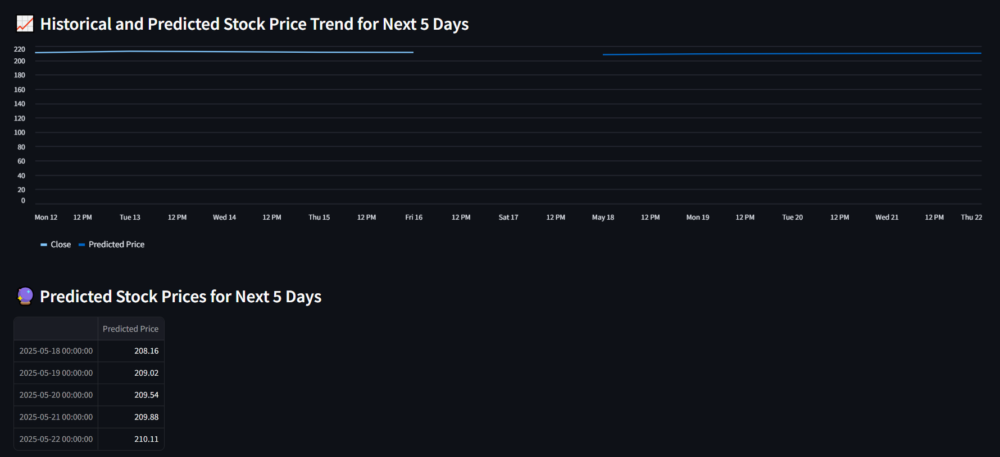 Historical and Predicted Stock Price Trend for Next 5 Days
220
200
180
160
140
120
100
80
60
40
20
0
Mon 12 12 PM Tue 13 12 PM Wed 14 12 PM Thu 15 12 PM Fri 16 12 PM Sat 17 12 PM May 18 12 PM Mon 19 12 PM Tue 20 12 PM Wed 21 12 PM Thu 22
Close Predicted Price
Predicted Stock Prices for Next 5 Days
Predicted Price
2025-05-18 00:00:00 208.16
2025-05-19 00:00:00 209.02
2025-05-20 00:00:00 209.54
2025-05-21 00:00:00 209.88
2025-05-22 00:00:00 210.11